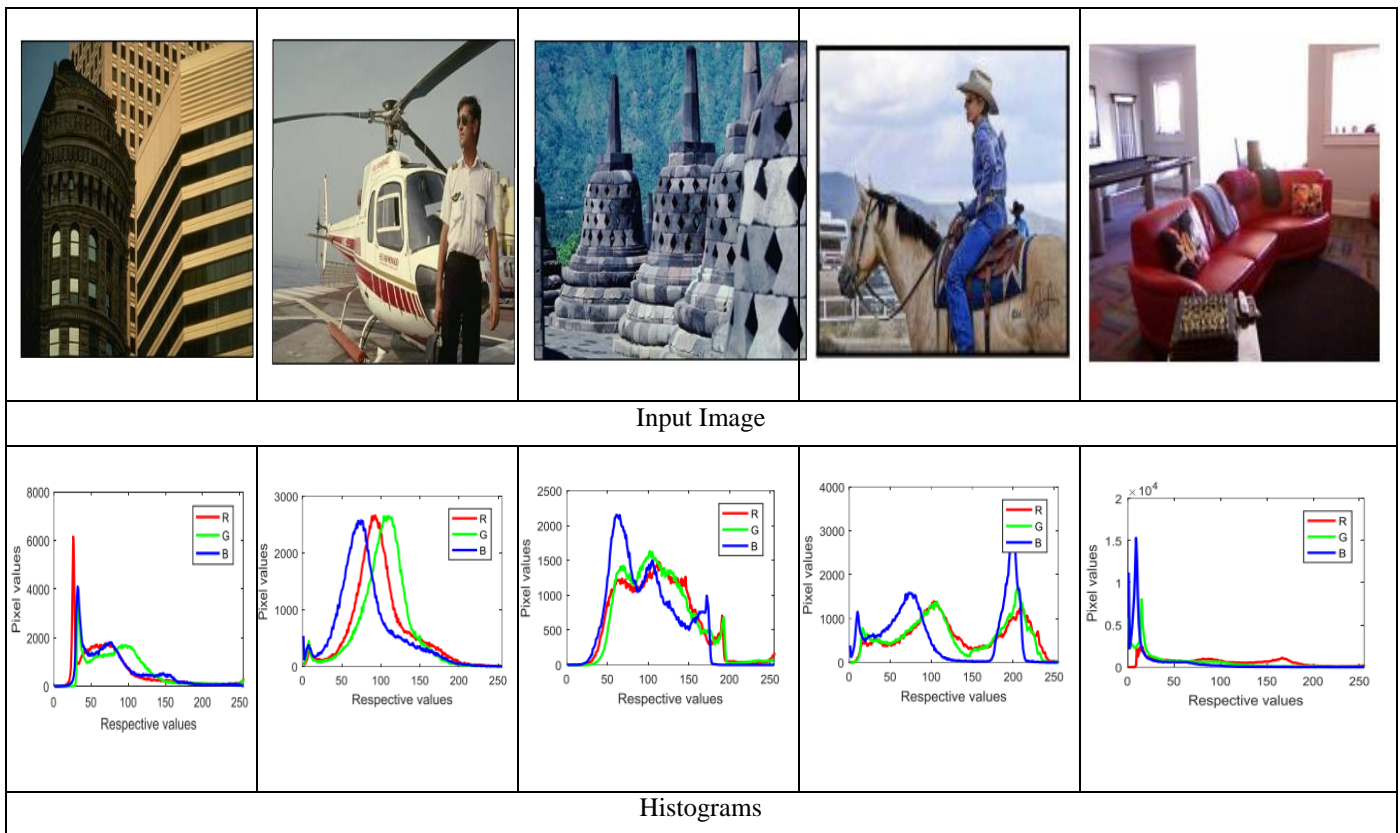 Input Image
8000
6000
4000
2000
0
0 50 100 150 200 250
Pixel values
Respective values
R
G
B
3000
2000
1000
0
0 50 100 150 200 250
Pixel values
Respective values
R
G
B
2500
2000
1500
1000
500
0
0 50 100 150 200 250
Pixel values
Respective values
R
G
B
4000
3000
2000
1000
0
0 50 100 150 200 250
Pixel values
Respective values
R
G
B
× 10⁴
2
1.5
1
0.5
0
0 50 100 150 200 250
Pixel values
Respective values
R
G
B
Histograms